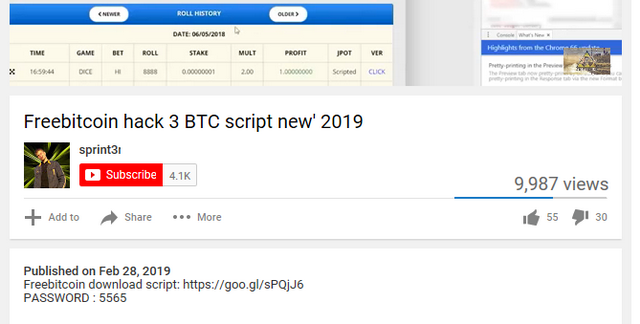 NEWER
ROLL HISTORY
OLDER
DATE: 06/05/2018
TIME GAME BET ROLL STAKE MULT PROFIT JPOT VER
16:59:44 DICE HI 8888 0.00000001 2.00 1.00000000 Scripted CLICK
Console What's New ×
Highlights from the Chrome 66 update
Pretty-printing in the Preview
The Preview tab now pretty-prints
pretty-printing in the Response tab via the new Format b
Freebitcoin hack 3 BTC script new' 2019
sprint3r
Subscribe 4.1K
9,987 views
Add to Share More 55 30
Published on Feb 28, 2019
Freebitcoin download script: https://goo.gl/sPQjJ6
PASSWORD : 5565